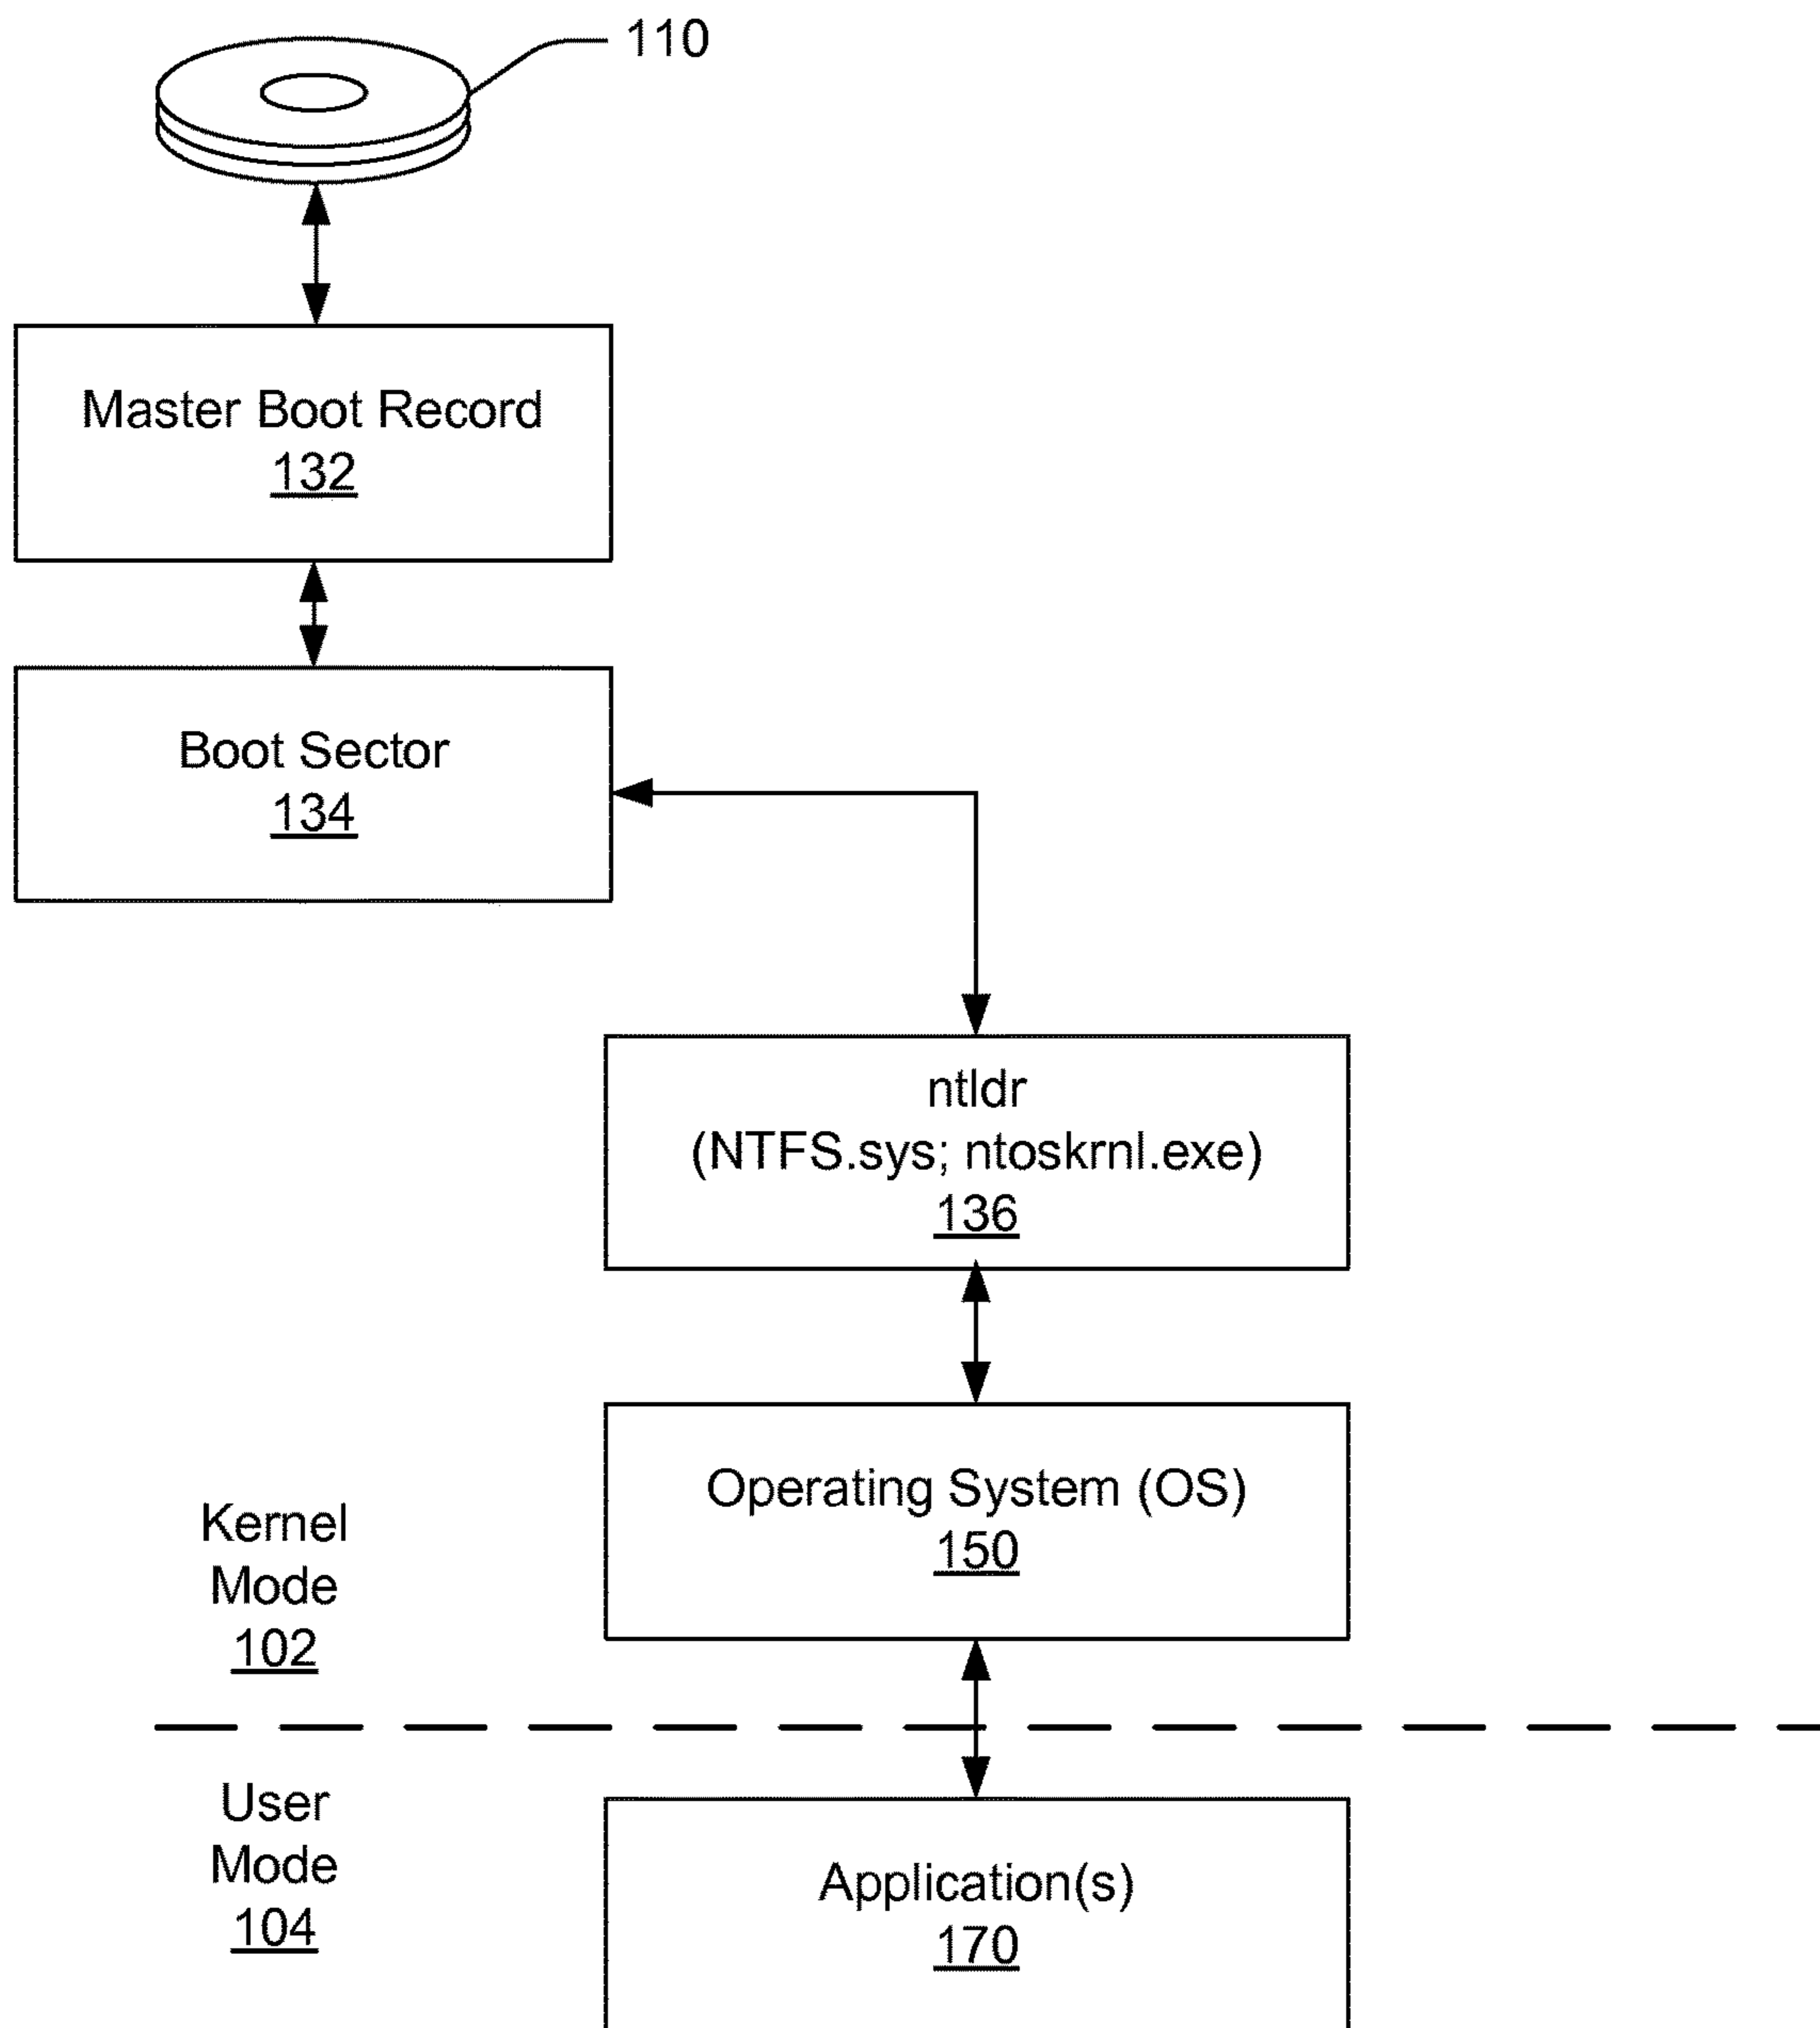 110
Master Boot Record
132
Boot Sector
134
ntldr
(NTFS.sys; ntoskrnl.exe)
136
Operating System (OS)
150
Kernel
Mode
102
User
Mode
104
Application(s)
170